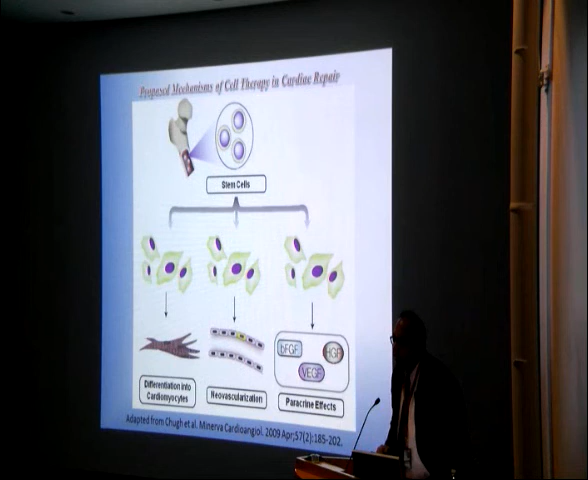 Proposed Mechanisms of Cell Therapy in Cardiac Repair
Stem Cells
bFGF
IGF
VEGF
Differentiation into
Cardiomyocytes
Neovascularization
Paracrine Effects
Adapted from Chugh et al. Minerva Cardioangiol. 2009 Apr;57(2):185-202.